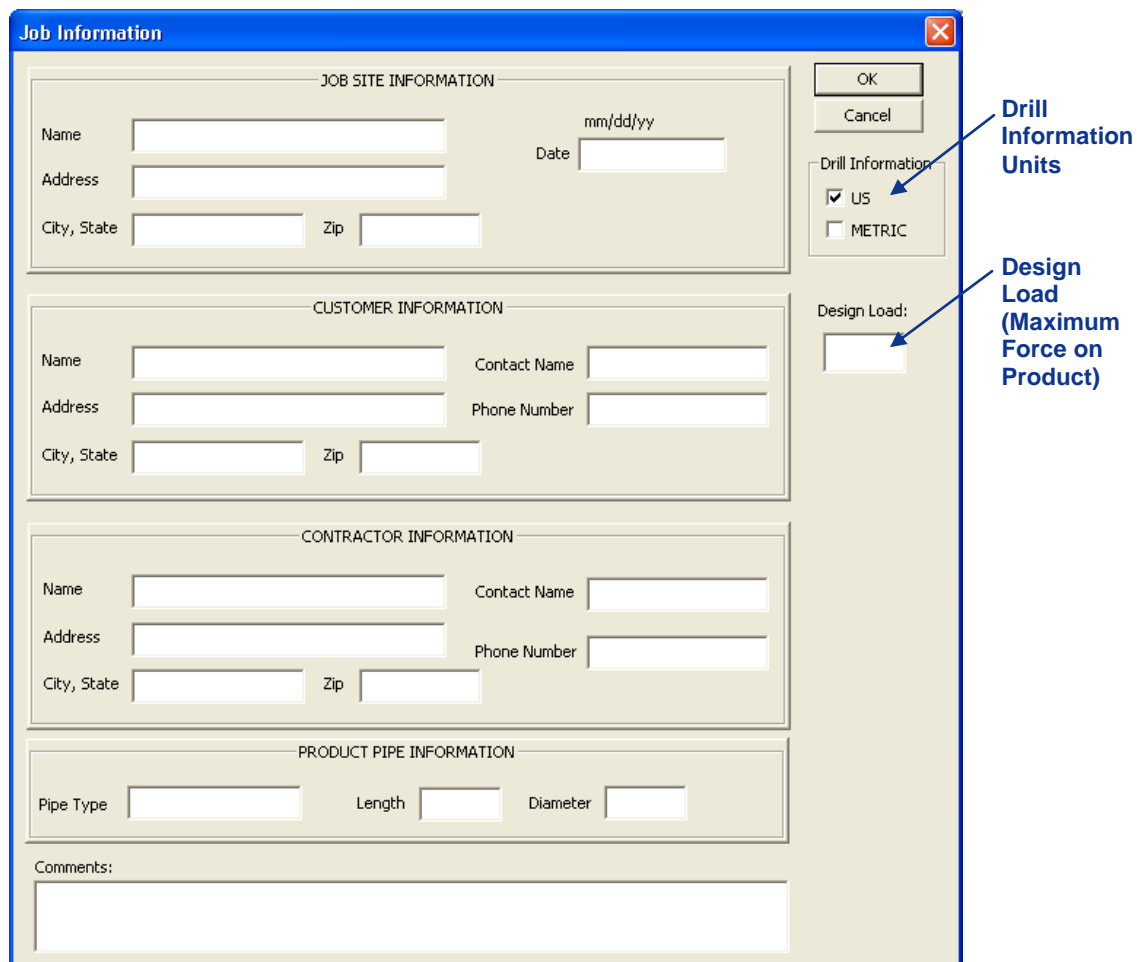 Job Information
JOB SITE INFORMATION
OK
Cancel
mm/dd/yy
Name
Date
Address
City, State
Zip
Drill Information
US
METRIC
Drill
Information
Units
CUSTOMER INFORMATION
Name
Contact Name
Address
Phone Number
City, State
Zip
Design Load:
Design
Load
(Maximum
Force on
Product)
CONTRACTOR INFORMATION
Name
Contact Name
Address
Phone Number
City, State
Zip
PRODUCT PIPE INFORMATION
Pipe Type
Length
Diameter
Comments: